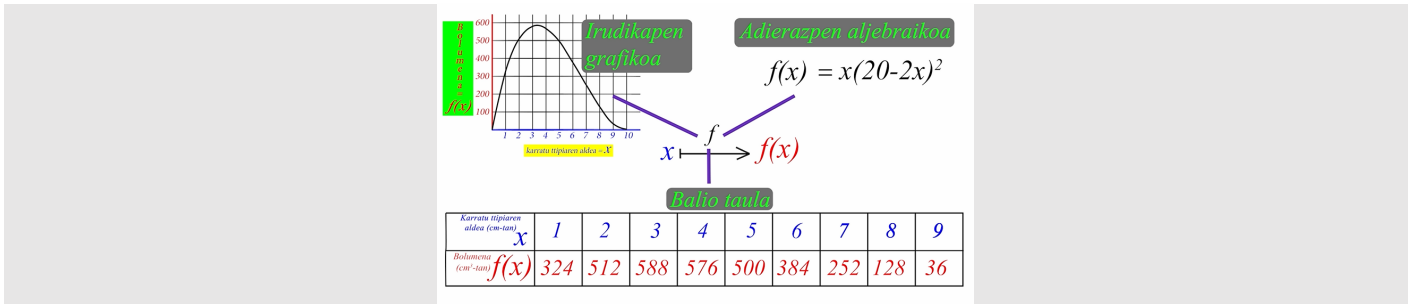 Bolumena = f(x)
600
500
400
300
200
100
1 2 3 4 5 6 7 8 9 10
karratu ttipiaren aldea = x
Irudikapen
grafikoa
Adierazpen aljebraikoa
f(x) = x(20-2x)²
f
x f(x)
Balio taula
Karratu ttipiaren
aldea (cm-tan) x 1 2 3 4 5 6 7 8 9
Bolumena
(cm³-tan) f(x) 324 512 588 576 500 384 252 128 36